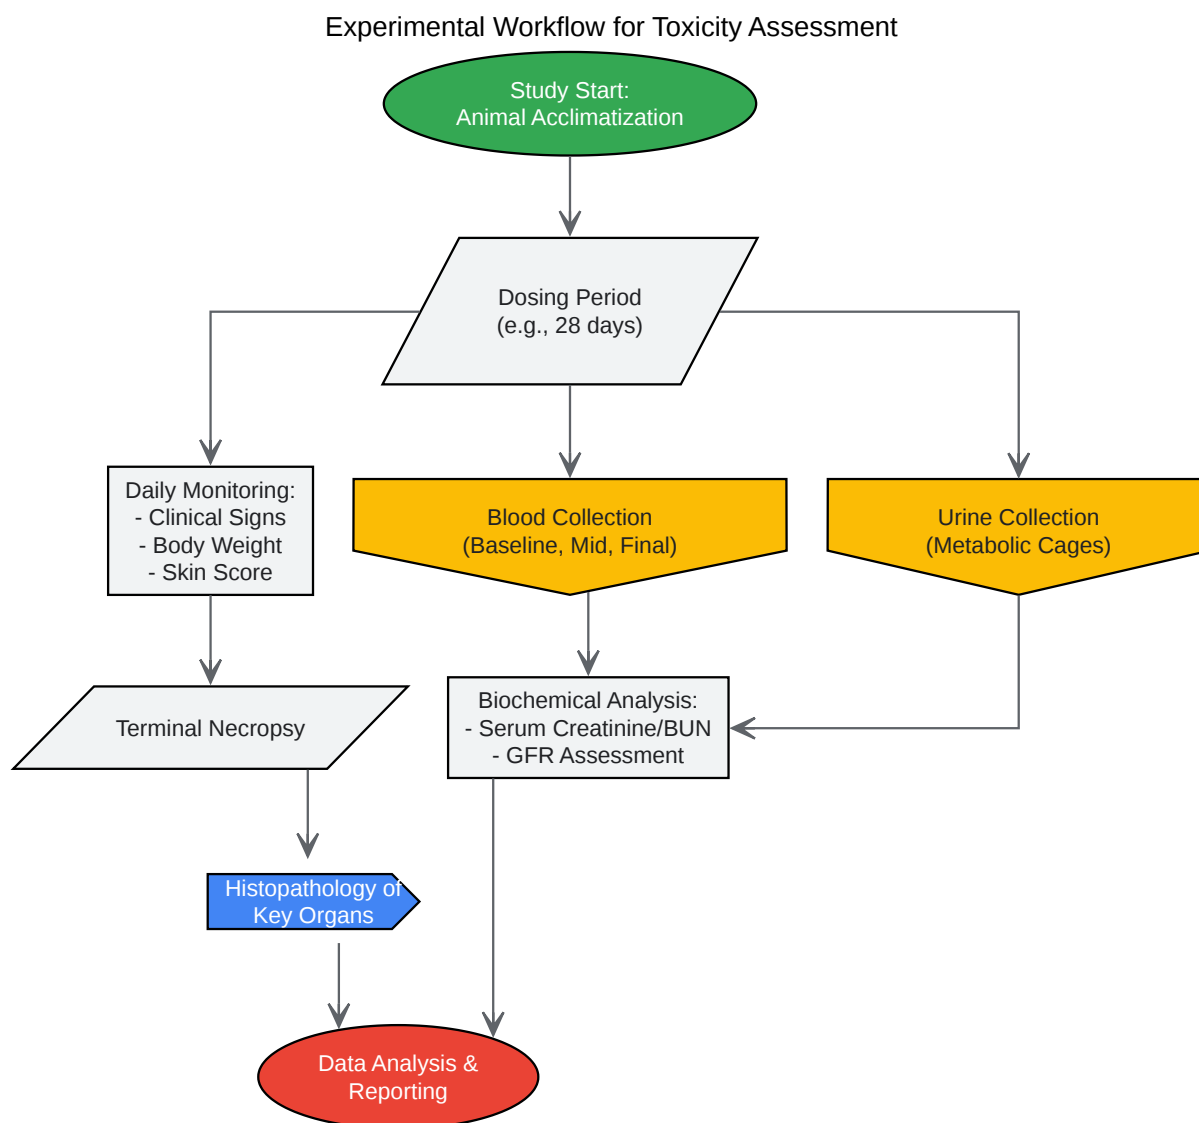 Experimental Workflow for Toxicity Assessment
Study Start:
Animal Acclimatization
Dosing Period
(e.g., 28 days)
Daily Monitoring:
- Clinical Signs
- Body Weight
- Skin Score
Blood Collection
(Baseline, Mid, Final)
Urine Collection
(Metabolic Cages)
Terminal Necropsy
Biochemical Analysis:
- Serum Creatinine/BUN
- GFR Assessment
Histopathology of
Key Organs
Data Analysis &
Reporting